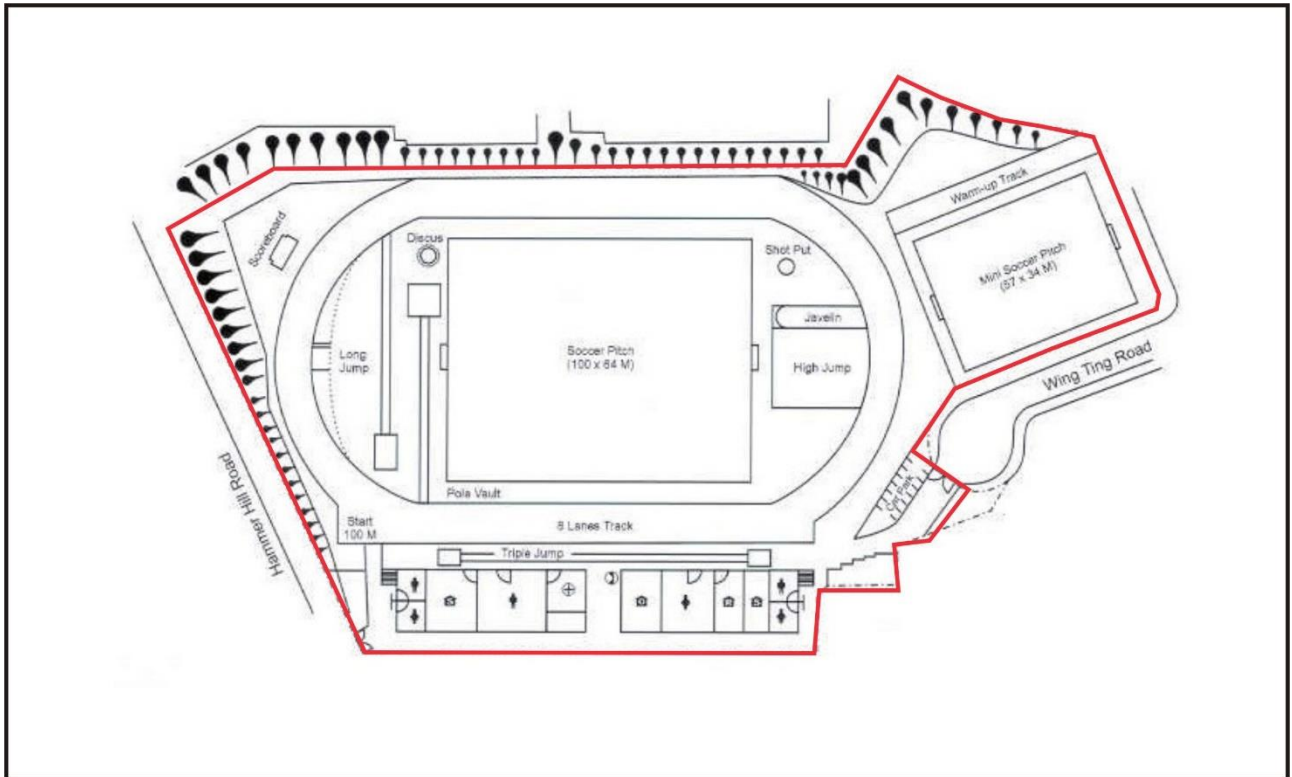 Warm-up Track
Mini Soccer Pitch
(57 x 34 M)
Scoreboard
Discus
Shot Put
Javelin
High Jump
Long
Jump
Soccer Pitch
(100 x 64 M)
Wing Ting Road
Car Park
Pole Vault
Start
100 M
8 Lanes Track
Triple Jump
Hammer Hill Road